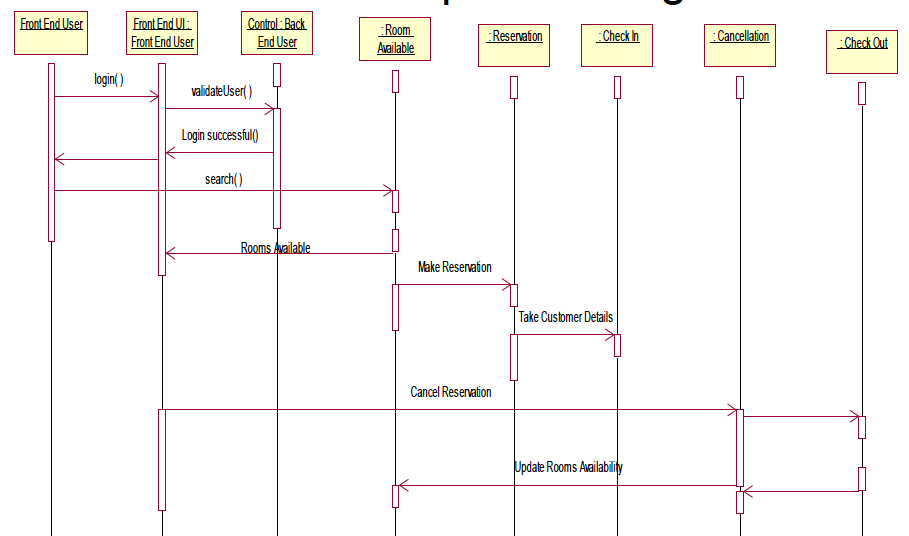 Front End User
Front End UI :
Front End User
Control : Back
End User
: Room
Available
: Reservation
: Check In
: Cancellation
: Check Out
login( )
validateUser( )
Login successful()
search( )
Rooms Available
Make Reservation
Take Customer Details
Cancel Reservation
Update Rooms Availability